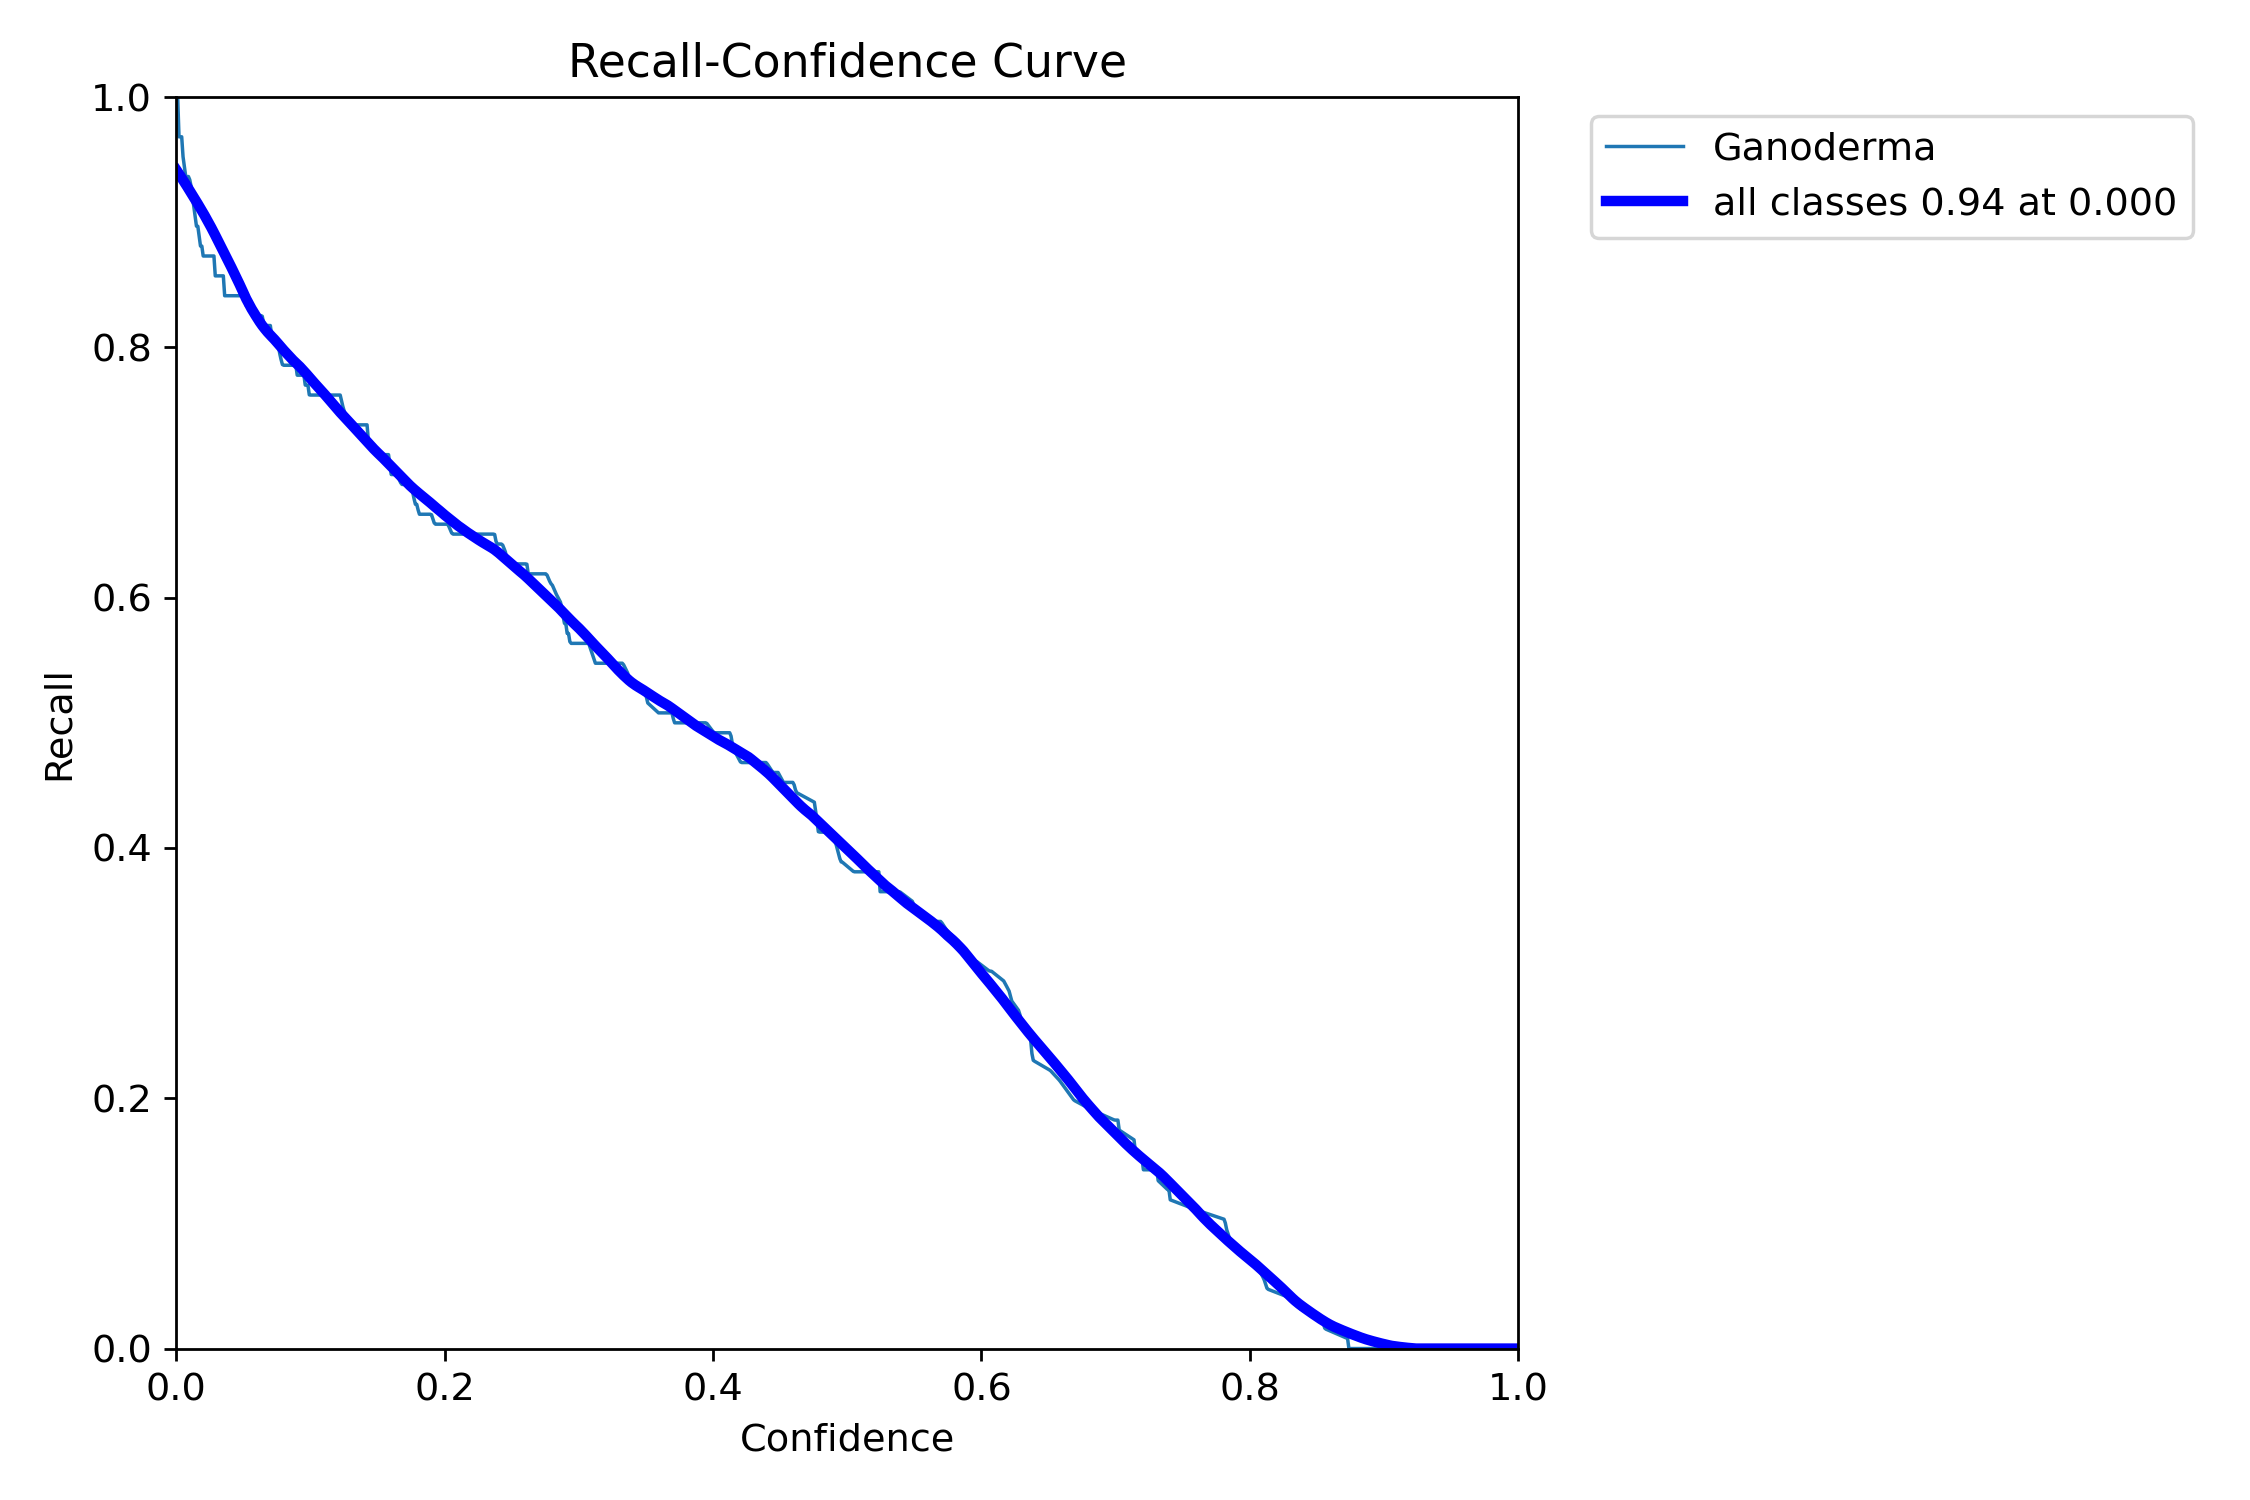 Recall-Confidence Curve
1.0
0.8
0.6
0.4
0.2
0.0
Recall
0.0 0.2 0.4 0.6 0.8 1.0
Confidence
Ganoderma
all classes 0.94 at 0.000